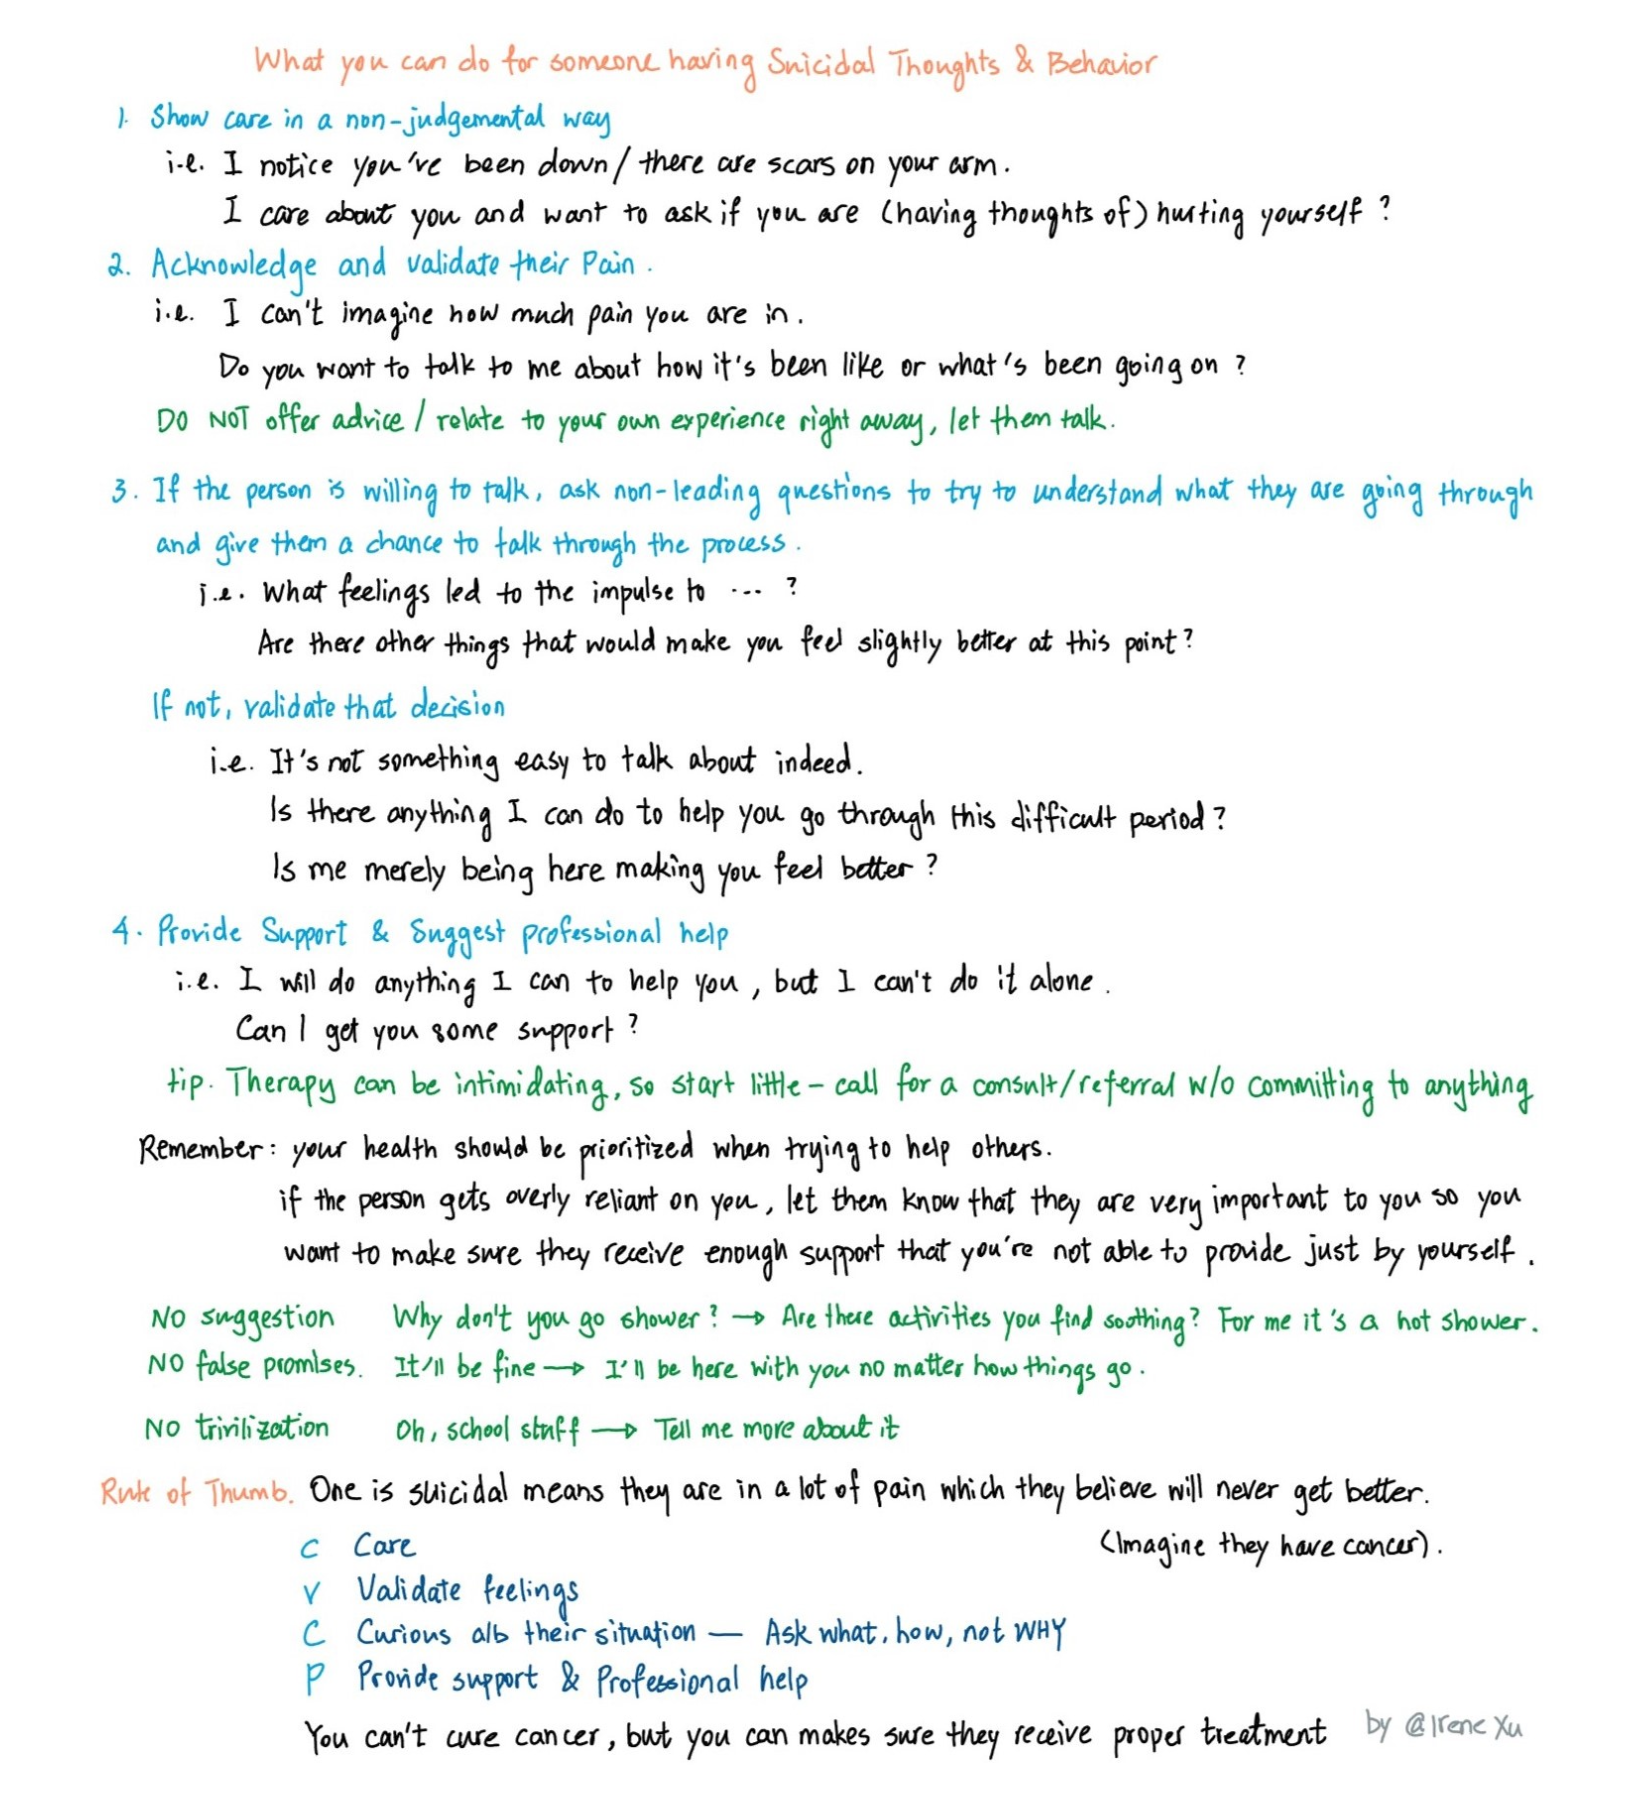 What you can do for someone having Suicidal Thoughts & Behavior
1. Show care in a non-judgemental way
i.e. I notice you've been down / there are scars on your arm.
I care about you and want to ask if you are (having thoughts of) hurting yourself ?
2. Acknowledge and validate their Pain .
i.e. I can't imagine how much pain you are in .
Do you want to talk to me about how it's been like or what's been going on ?
DO NOT offer advice / relate to your own experience right away, let them talk.
3. If the person is willing to talk, ask non-leading questions to try to understand what they are going through
and give them a chance to talk through the process .
i.e. What feelings led to the impulse to ... ?
Are there other things that would make you feel slightly better at this point?
If not, validate that decision
i.e. It's not something easy to talk about indeed.
Is there anything I can do to help you go through this difficult period ?
Is me merely being here making you feel better ?
4. Provide Support & Suggest professional help
i.e. I will do anything I can to help you , but I can't do it alone .
Can I get you some support ?
tip. Therapy can be intimidating, so start little - call for a consult/referral w/o committing to anything
Remember: your health should be prioritized when trying to help others.
if the person gets overly reliant on you, let them know that they are very important to you so you
want to make sure they receive enough support that you're not able to provide just by yourself .
NO suggestion Why don't you go shower ? → Are there activities you find soothing? For me it's a hot shower.
NO false promises. It'll be fine → I'll be here with you no matter how things go .
NO trivilization Oh, school stuff → Tell me more about it
Rule of Thumb. One is suicidal means they are in a lot of pain which they believe will never get better.
(Imagine they have cancer) .
C Care
V Validate feelings
C Curious a/b their situation — Ask what, how, not WHY
P Provide support & Professional help
You can't cure cancer, but you can makes sure they receive proper treatment by @Irene Xu